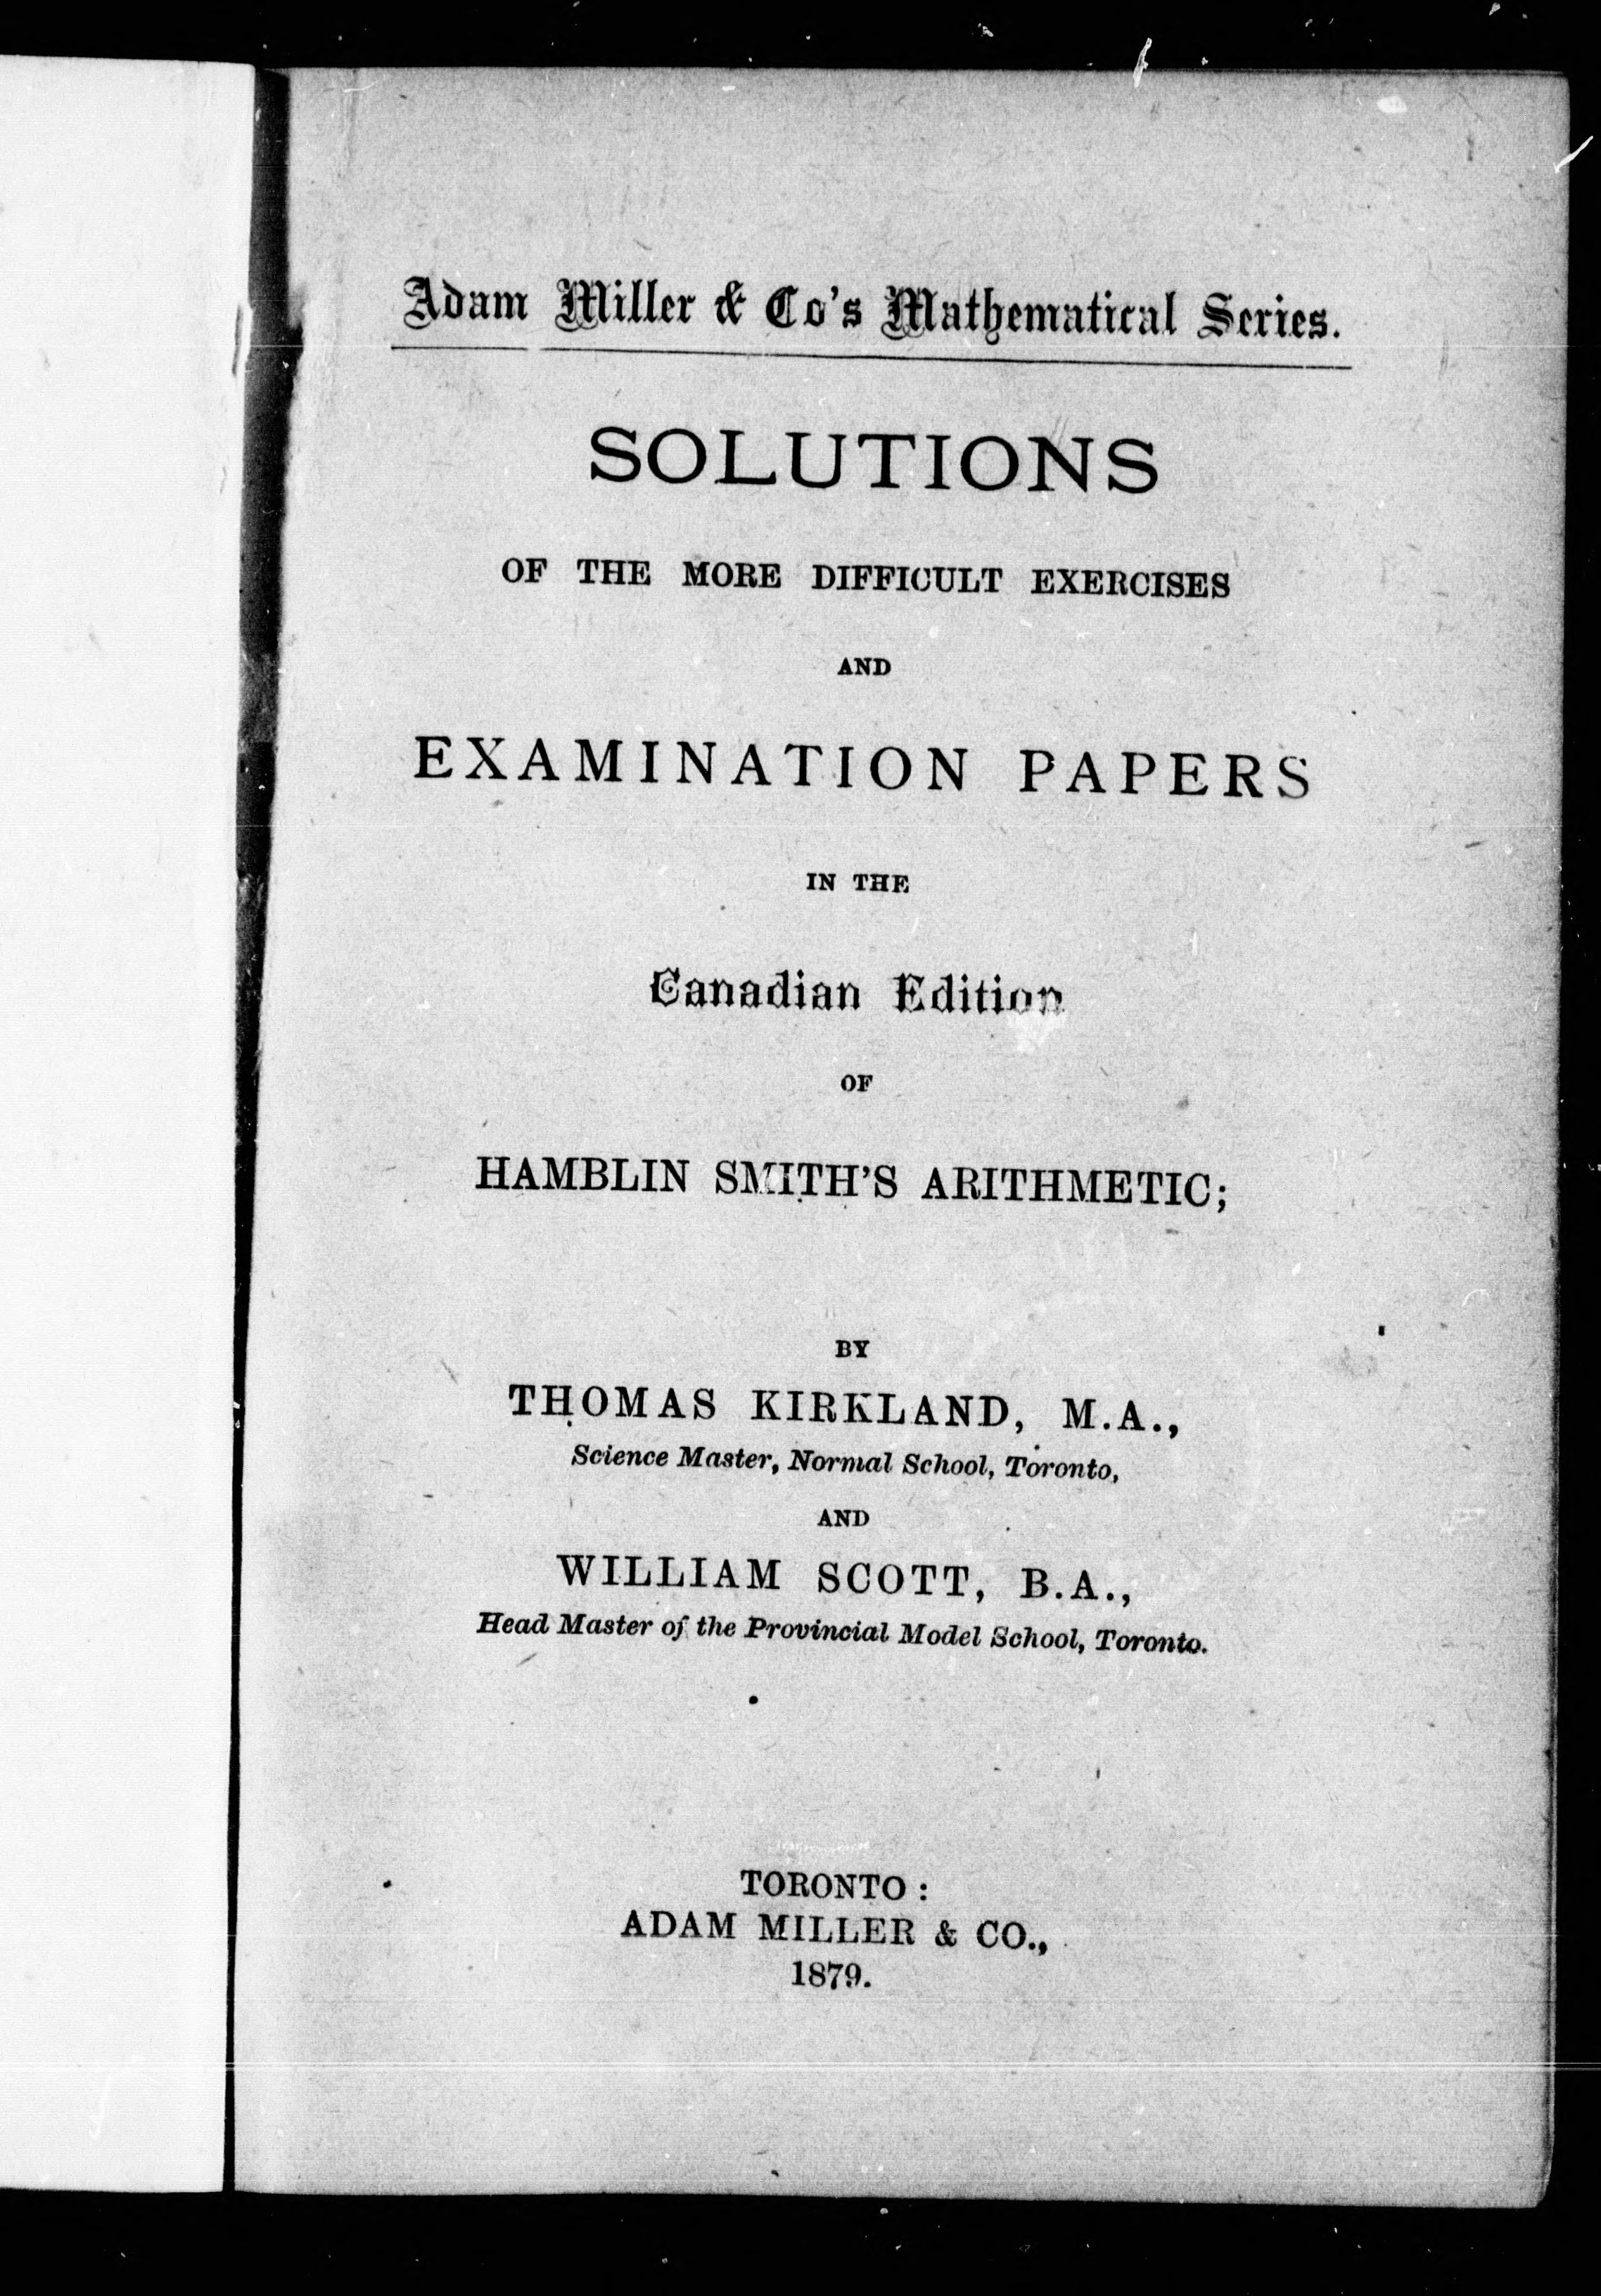 Adam Miller & Co's Mathematical Series.
SOLUTIONS
OF THE MORE DIFFICULT EXERCISES
AND
EXAMINATION PAPERS
IN THE
Canadian Edition
OF
HAMBLIN SMITH'S ARITHMETIC;
BY
THOMAS KIRKLAND, M.A.,
Science Master, Normal School, Toronto,
AND
WILLIAM SCOTT, B.A.,
Head Master of the Provincial Model School, Toronto.
TORONTO:
ADAM MILLER & CO.,
1879.